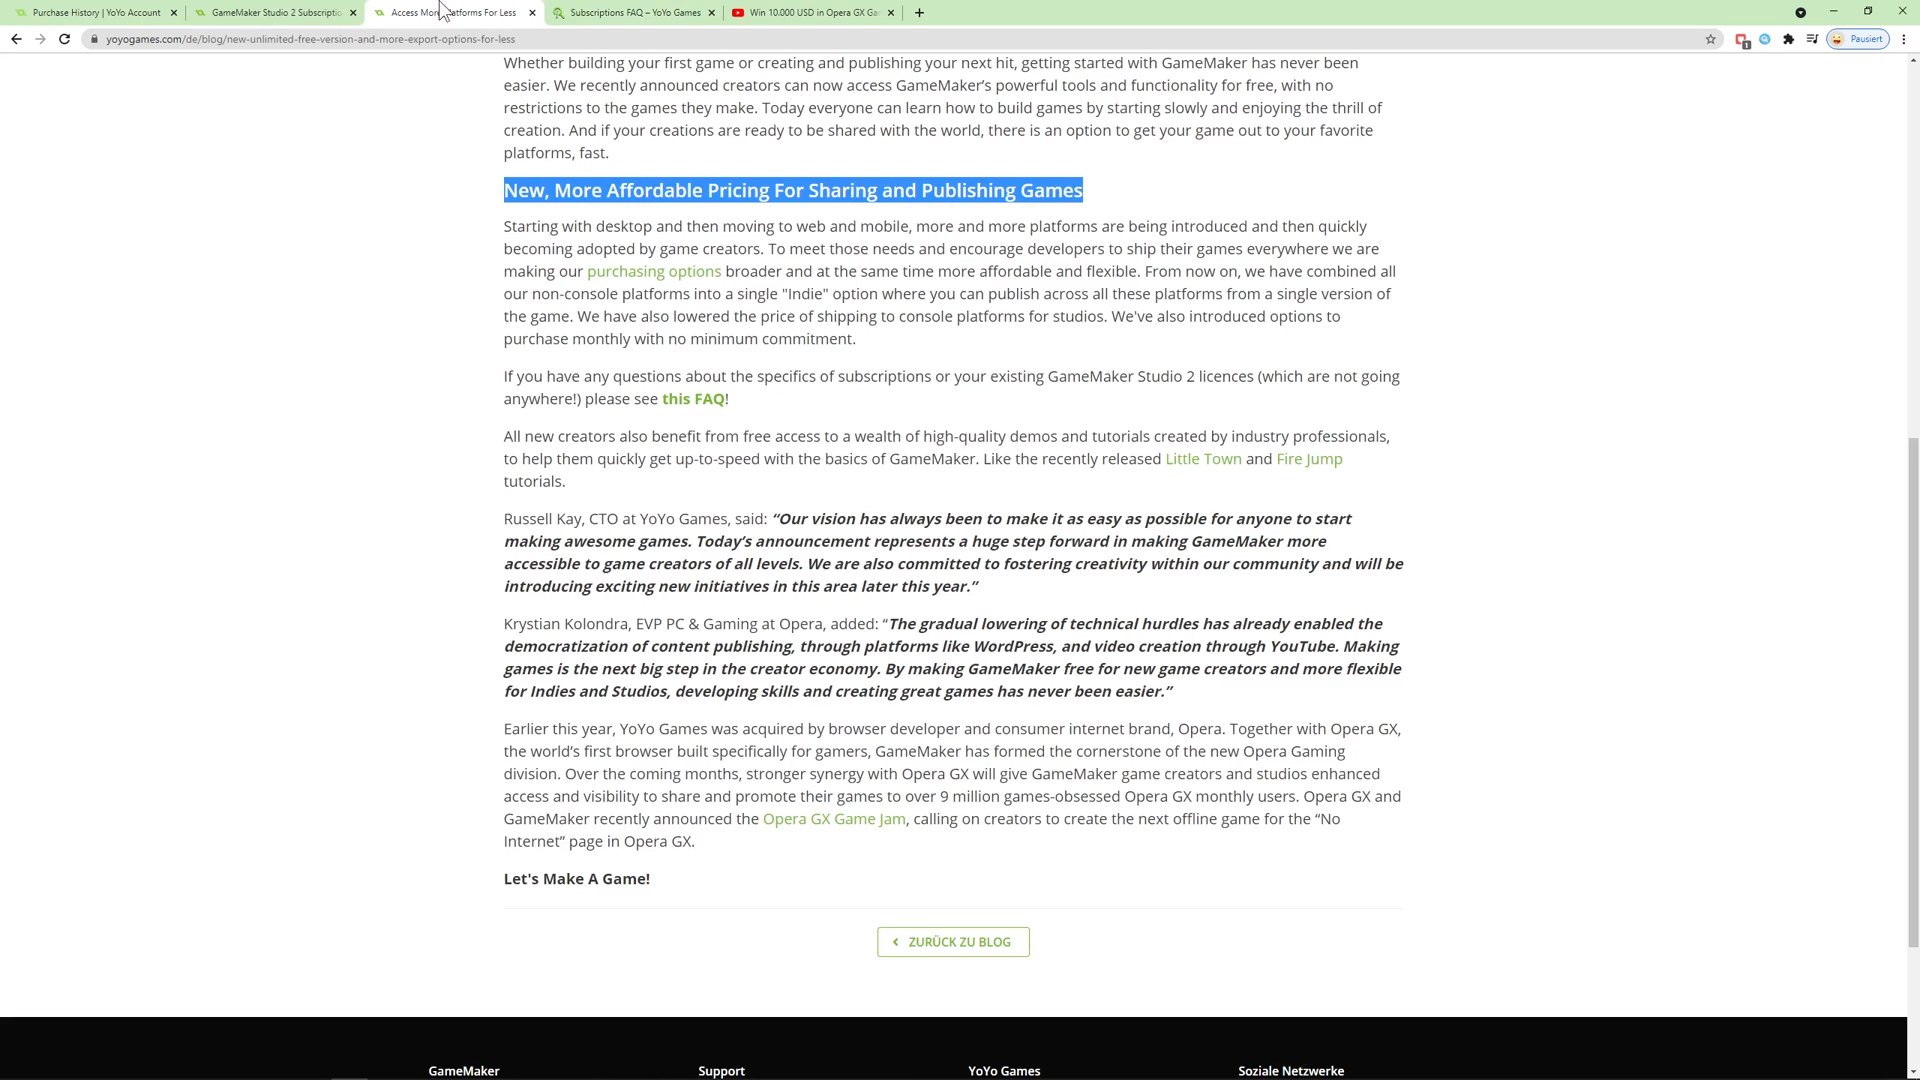 Purchase History | YoYo Account
GameMaker Studio 2 Subscriptio
Access More Platforms For Less
Subscriptions FAQ – YoYo Games
Win 10.000 USD in Opera GX Ga
yoyogames.com/de/blog/new-unlimited-free-version-and-more-export-options-for-less
1
Pausiert
Whether building your first game or creating and publishing your next hit, getting started with GameMaker has never been
easier. We recently announced creators can now access GameMaker’s powerful tools and functionality for free, with no
restrictions to the games they make. Today everyone can learn how to build games by starting slowly and enjoying the thrill of
creation. And if your creations are ready to be shared with the world, there is an option to get your game out to your favorite
platforms, fast.
New, More Affordable Pricing For Sharing and Publishing Games
Starting with desktop and then moving to web and mobile, more and more platforms are being introduced and then quickly
becoming adopted by game creators. To meet those needs and encourage developers to ship their games everywhere we are
making our purchasing options broader and at the same time more affordable and flexible. From now on, we have combined all
our non-console platforms into a single "Indie" option where you can publish across all these platforms from a single version of
the game. We have also lowered the price of shipping to console platforms for studios. We've also introduced options to
purchase monthly with no minimum commitment.
If you have any questions about the specifics of subscriptions or your existing GameMaker Studio 2 licences (which are not going
anywhere!) please see this FAQ!
All new creators also benefit from free access to a wealth of high-quality demos and tutorials created by industry professionals,
to help them quickly get up-to-speed with the basics of GameMaker. Like the recently released Little Town and Fire Jump
tutorials.
Russell Kay, CTO at YoYo Games, said: “Our vision has always been to make it as easy as possible for anyone to start
making awesome games. Today’s announcement represents a huge step forward in making GameMaker more
accessible to game creators of all levels. We are also committed to fostering creativity within our community and will be
introducing exciting new initiatives in this area later this year.”
Krystian Kolondra, EVP PC & Gaming at Opera, added: “The gradual lowering of technical hurdles has already enabled the
democratization of content publishing, through platforms like WordPress, and video creation through YouTube. Making
games is the next big step in the creator economy. By making GameMaker free for new game creators and more flexible
for Indies and Studios, developing skills and creating great games has never been easier.”
Earlier this year, YoYo Games was acquired by browser developer and consumer internet brand, Opera. Together with Opera GX,
the world’s first browser built specifically for gamers, GameMaker has formed the cornerstone of the new Opera Gaming
division. Over the coming months, stronger synergy with Opera GX will give GameMaker game creators and studios enhanced
access and visibility to share and promote their games to over 9 million games-obsessed Opera GX monthly users. Opera GX and
GameMaker recently announced the Opera GX Game Jam, calling on creators to create the next offline game for the “No
Internet” page in Opera GX.
Let's Make A Game!
ZURÜCK ZU BLOG
GameMaker
Support
YoYo Games
Soziale Netzwerke